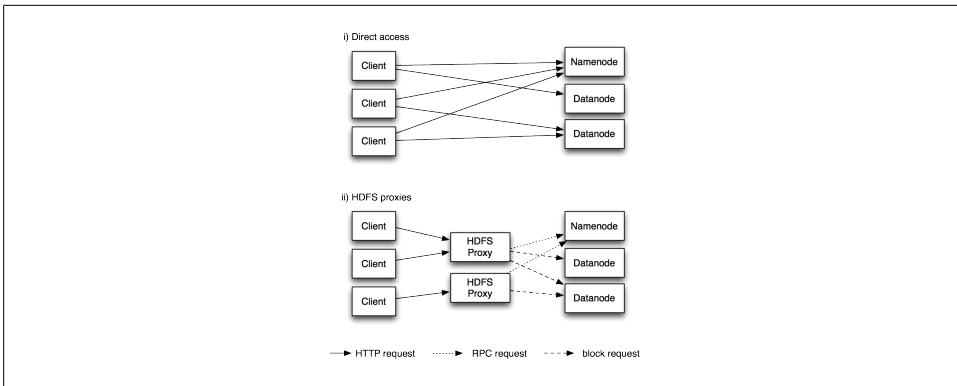 i) Direct access
Client
Namenode
Client
Datanode
Client
Datanode
ii) HDFS proxies
Client
Namenode
HDFS
Proxy
Client
Datanode
HDFS
Proxy
Client
Datanode
HTTP request
RPC request
block request